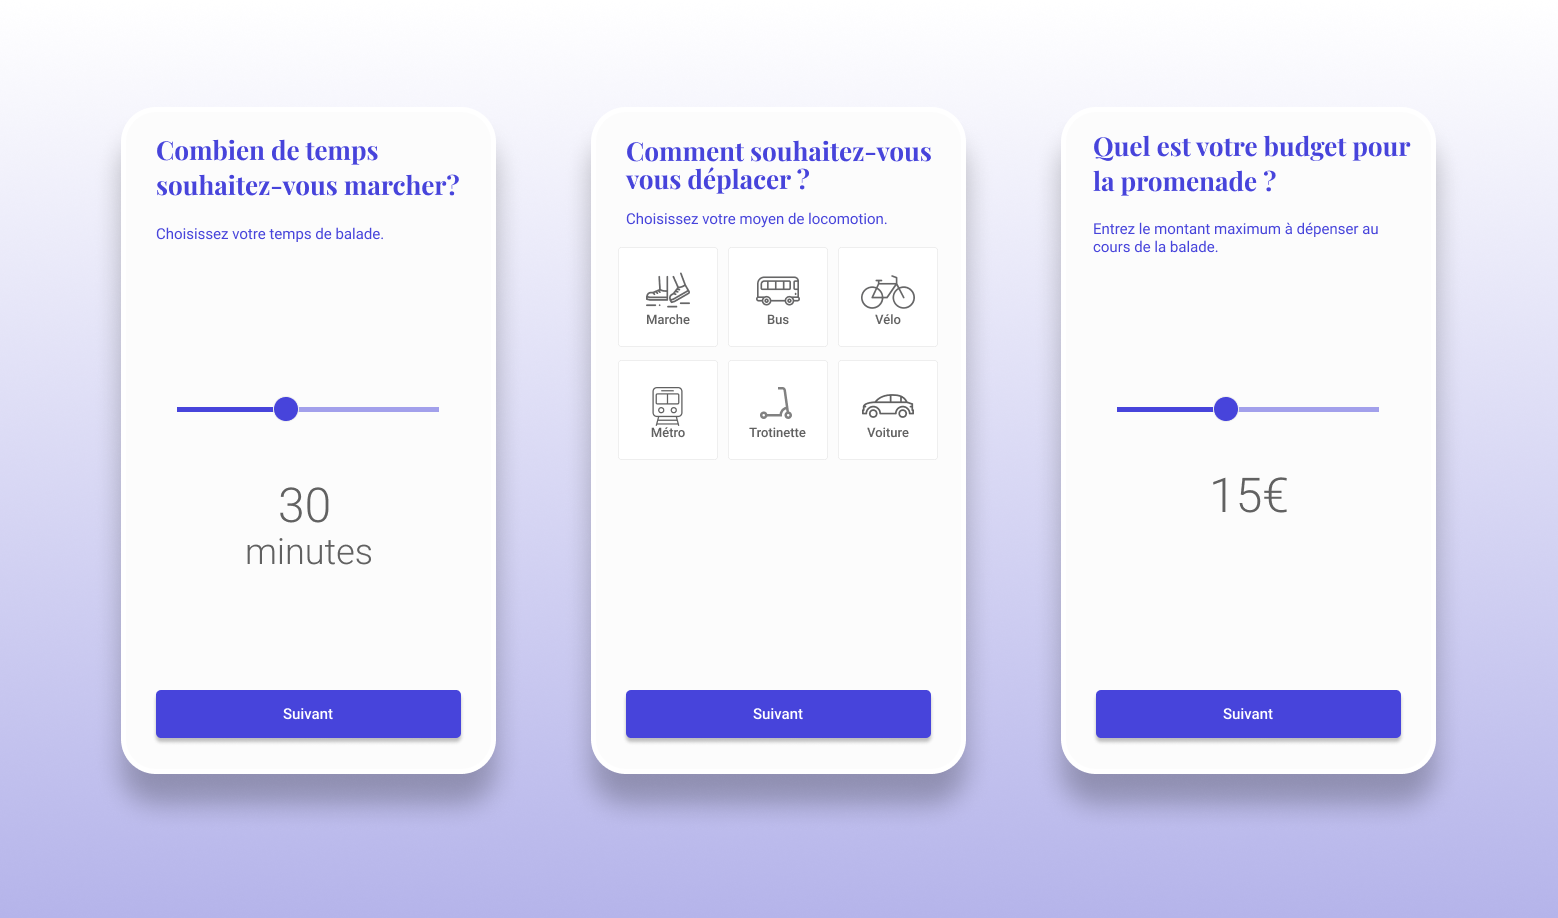 Combien de temps
souhaitez-vous marcher?
Choisissez votre temps de balade.
30
minutes
Suivant
Comment souhaitez-vous
vous déplacer ?
Choisissez votre moyen de locomotion.
Marche
Bus
Vélo
Métro
Trotinette
Voiture
Suivant
Quel est votre budget pour
la promenade ?
Entrez le montant maximum à dépenser au
cours de la balade.
15€
Suivant